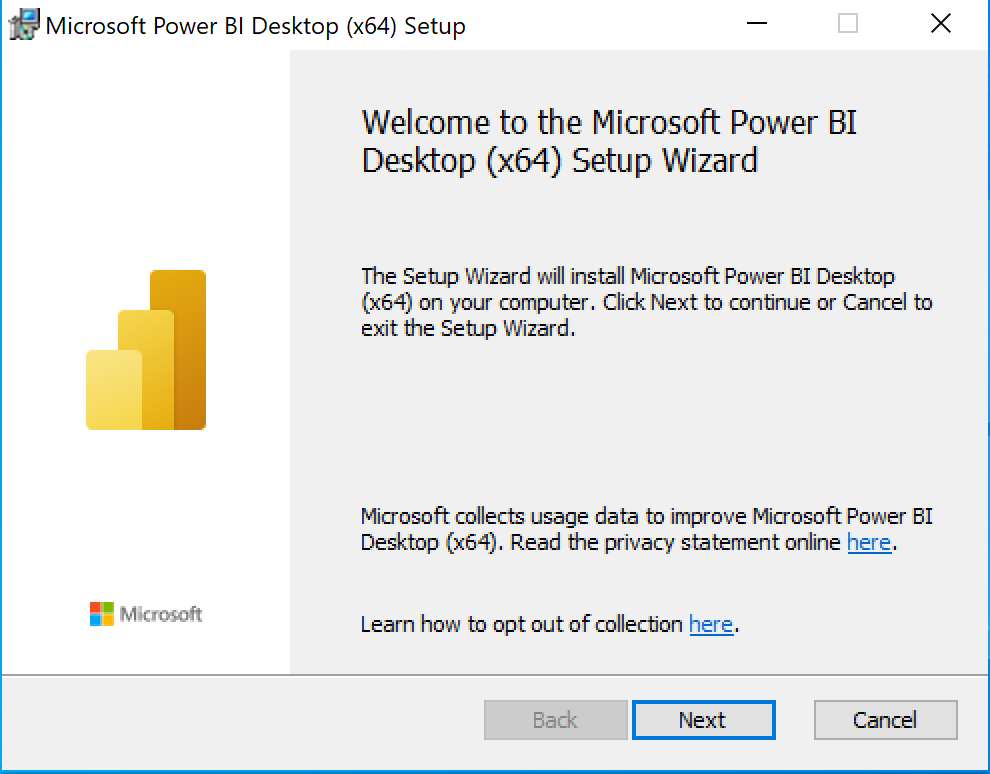 Microsoft Power BI Desktop (x64) Setup
Welcome to the Microsoft Power BI
Desktop (x64) Setup Wizard
The Setup Wizard will install Microsoft Power BI Desktop
(x64) on your computer. Click Next to continue or Cancel to
exit the Setup Wizard.
Microsoft collects usage data to improve Microsoft Power BI
Desktop (x64). Read the privacy statement online here.
Microsoft
Learn how to opt out of collection here.
Back
Next
Cancel